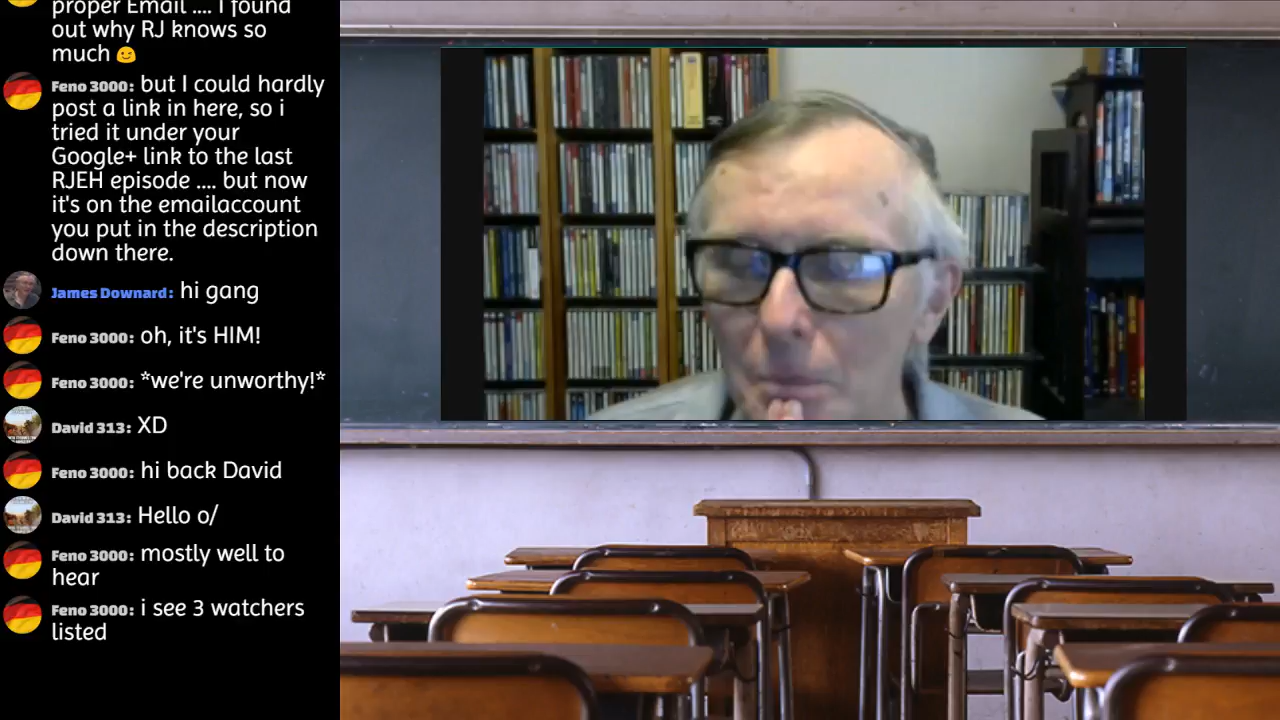 proper Email .... I found
out why RJ knows so
much 😉
Feno 3000: but I could hardly
post a link in here, so i
tried it under your
Google+ link to the last
RJEH episode .... but now
it's on the emailaccount
you put in the description
down there.
James Downard: hi gang
Feno 3000: oh, it's HIM!
Feno 3000: *we're unworthy!*
David 313: XD
Feno 3000: hi back David
David 313: Hello o/
Feno 3000: mostly well to
hear
Feno 3000: i see 3 watchers
listed